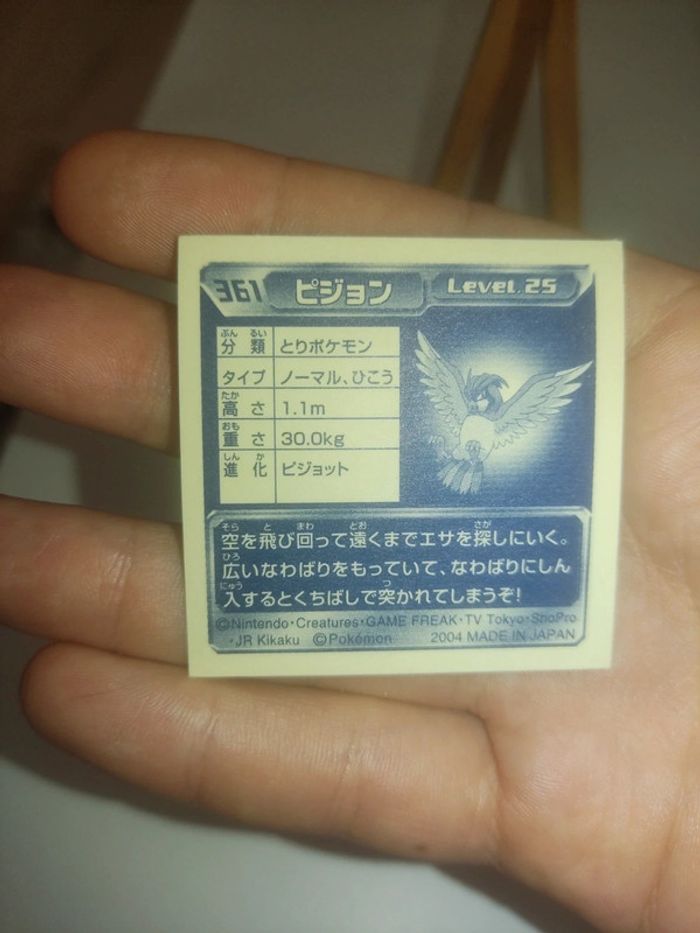 361 ピジョン Level.25
分類 とりポケモン
タイプ ノーマル、ひこう
高さ 1.1m
重さ 30.0kg
進化 ピジョット
空を飛び回って遠くまでエサを探しにいく。
広いなわばりをもっていて、なわばりにしん
入するとくちばしで突かれてしまうぞ!
©Nintendo・Creatures・GAME FREAK・TV Tokyo・ShoPro
・JR Kikaku ©Pokémon 2004 MADE IN JAPAN